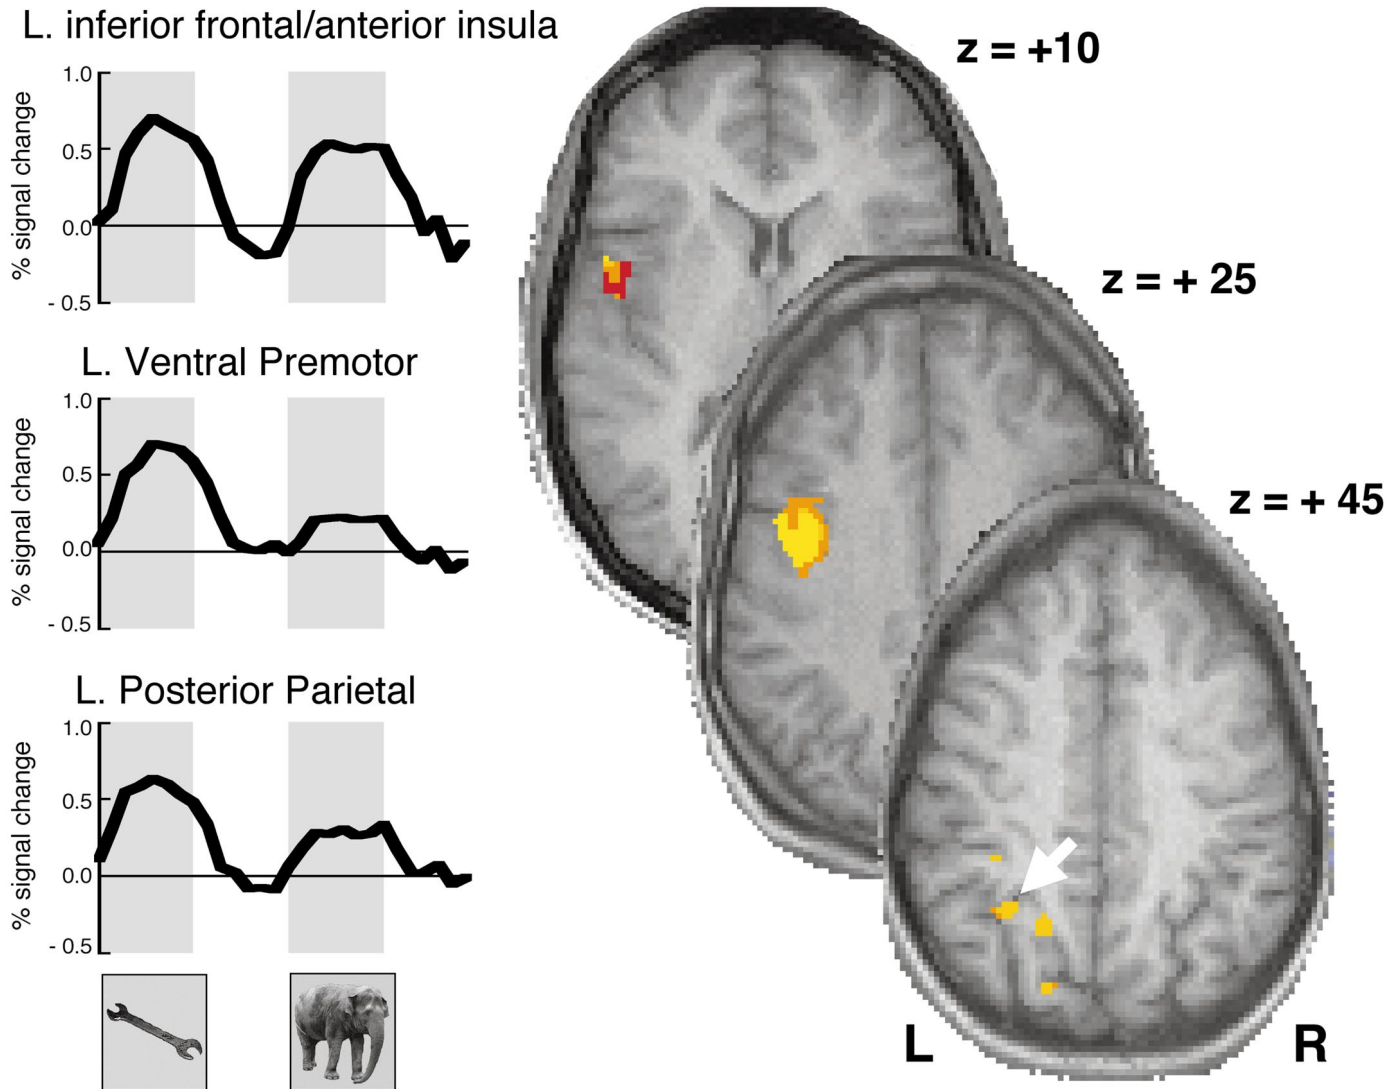 L. inferior frontal/anterior insula
% signal change
1.0
0.5
0.0
- 0.5
L. Ventral Premotor
% signal change
1.0
0.5
0.0
- 0.5
L. Posterior Parietal
% signal change
1.0
0.5
0.0
- 0.5
z = +10
z = + 25
z = + 45
L
R